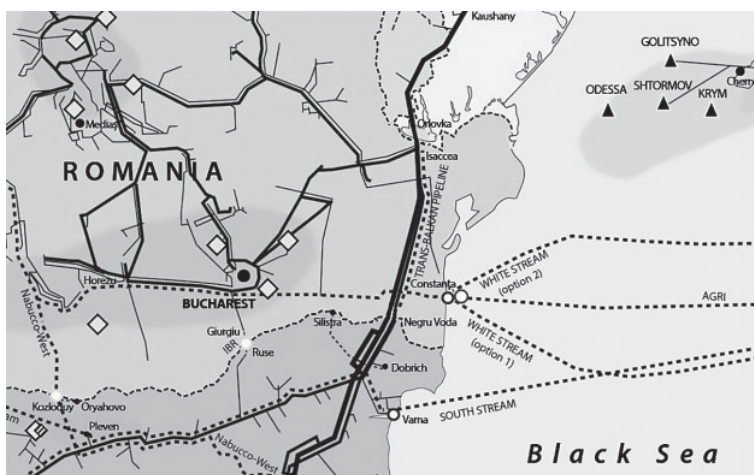 Kaushany
GOLITSYNO
ODESSA
SHTORMOV
KRYM
Mediaş
Orlovka
Isaccea
ROMANIA
TRANS-BALKAN PIPELINE
Horezu
BUCHAREST
Constanta
WHITE STREAM
(option 2)
AGRI
Nabucco-West
Giurgiu
IBR
Ruse
Silistra
Negru Voda
WHITE STREAM
(option 1)
Dobrich
Kozloduy
Oryahovo
Pleven
Varna
SOUTH STREAM
Nabucco-West
Black Sea